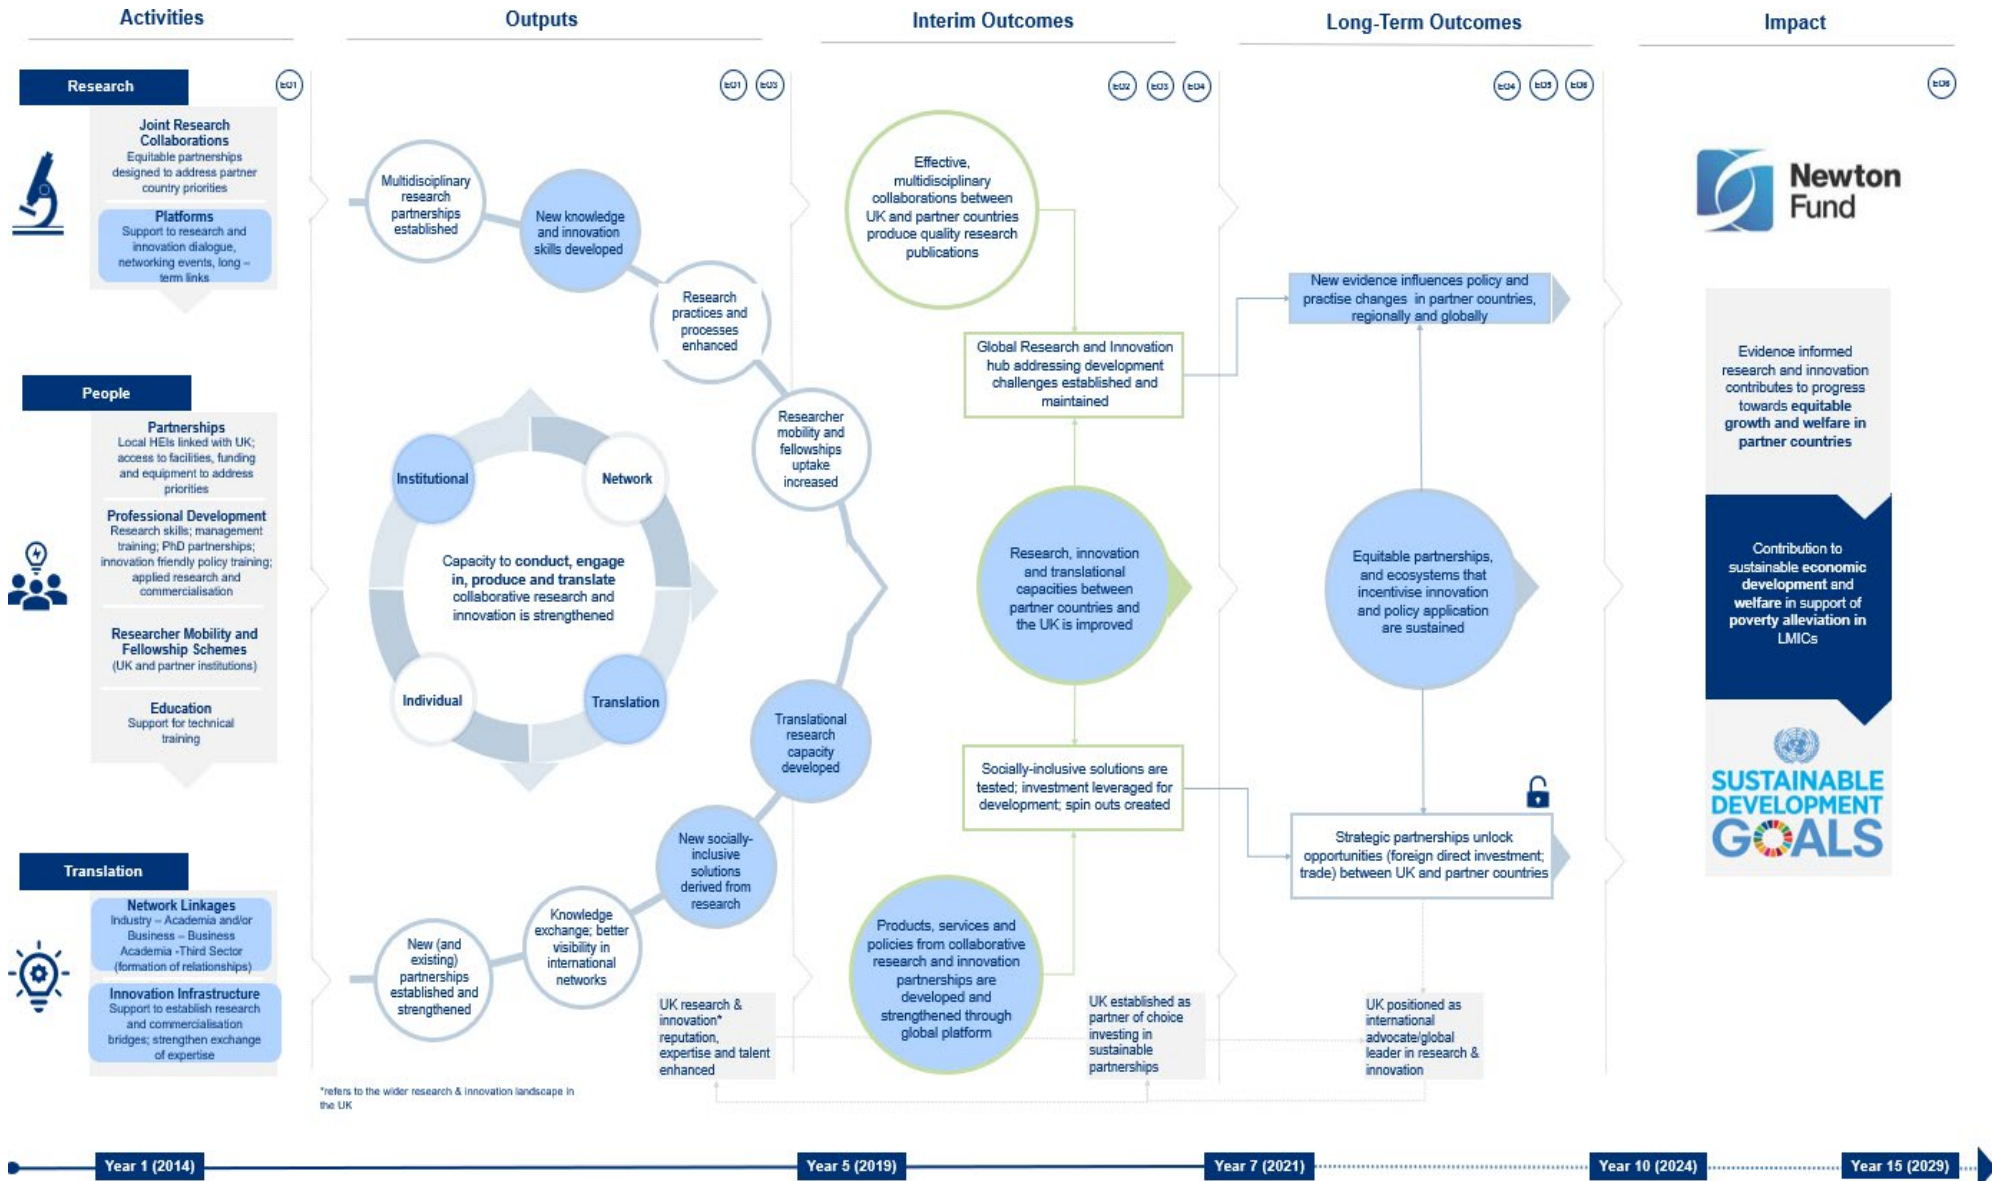 Activities
Outputs
Interim Outcomes
Long-Term Outcomes
Impact
Research
EO1
EO1
EO3
EO2
EO3
EO4
EO4
EO5
EO6
EO6
Joint Research
Collaborations
Equitable partnerships
designed to address partner
country priorities
Platforms
Support to research and
innovation dialogue,
networking events, long –
term links
People
Partnerships
Local HEIs linked with UK;
access to facilities, funding
and equipment to address
priorities
Professional Development
Research skills; management
training; PhD partnerships;
innovation friendly policy training;
applied research and
commercialisation
Researcher Mobility and
Fellowship Schemes
(UK and partner institutions)
Education
Support for technical
training
Translation
Network Linkages
Industry – Academia and/or
Business – Business
Academia -Third Sector
(formation of relationships)
Innovation Infrastructure
Support to establish research
and commercialisation
bridges; strengthen exchange
of expertise
Multidisciplinary
research
partnerships
established
New knowledge
and innovation
skills developed
Research
practices and
processes
enhanced
Researcher
mobility and
fellowships
uptake
increased
Institutional
Network
Capacity to conduct, engage
in, produce and translate
collaborative research and
innovation is strengthened
Individual
Translation
Translational
research
capacity
developed
New socially-
inclusive
solutions
derived from
research
Knowledge
exchange; better
visibility in
international
networks
New (and
existing)
partnerships
established and
strengthened
UK research &
innovation*
reputation,
expertise and talent
enhanced
*refers to the wider research & innovation landscape in
the UK
Effective,
multidisciplinary
collaborations between
UK and partner countries
produce quality research
publications
Global Research and Innovation
hub addressing development
challenges established and
maintained
Research, innovation
and translational
capacities between
partner countries and
the UK is improved
Socially-inclusive solutions are
tested; investment leveraged for
development; spin outs created
Products, services and
policies from collaborative
research and innovation
partnerships are
developed and
strengthened through
global platform
UK established as
partner of choice
investing in
sustainable
partnerships
New evidence influences policy and
practise changes in partner countries,
regionally and globally
Equitable partnerships,
and ecosystems that
incentivise innovation
and policy application
are sustained
Strategic partnerships unlock
opportunities (foreign direct investment;
trade) between UK and partner countries
UK positioned as
international
advocate/global
leader in research &
innovation
Newton
Fund
Evidence informed
research and innovation
contributes to progress
towards equitable
growth and welfare in
partner countries
Contribution to
sustainable economic
development and
welfare in support of
poverty alleviation in
LMICs
SUSTAINABLE
DEVELOPMENT
GOALS
Year 1 (2014)
Year 5 (2019)
Year 7 (2021)
Year 10 (2024)
Year 15 (2029)